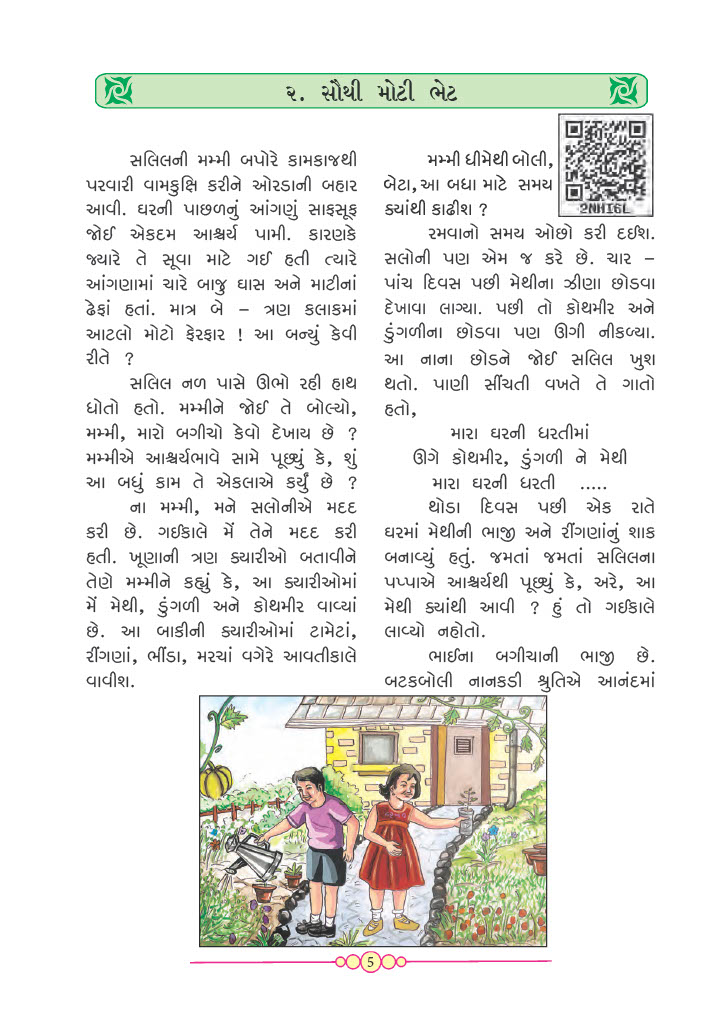 ૨. સૌથી મોટી ભેટ
સલિલની મમ્મી બપોરે કામકાજથી
પરવારી વામકુક્ષિ કરીને ઓરડાની બહાર
આવી. ઘરની પાછળનું આંગણું સાફસૂફ
જોઈ એકદમ આશ્ચર્ય પામી. કારણકે
જ્યારે તે સૂવા માટે ગઈ હતી ત્યારે
આંગણામાં ચારે બાજુ ઘાસ અને માટીનાં
ઢેફાં હતાં. માત્ર બે – ત્રણ કલાકમાં
આટલો મોટો ફેરફાર ! આ બન્યું કેવી
રીતે ?
સલિલ નળ પાસે ઊભો રહી હાથ
ધોતો હતો. મમ્મીને જોઈ તે બોલ્યો,
મમ્મી, મારો બગીચો કેવો દેખાય છે ?
મમ્મીએ આશ્ચર્યભાવે સામે પૂછ્યું કે, શું
આ બધું કામ તે એકલાએ કર્યું છે ?
ના મમ્મી, મને સલોનીએ મદદ
કરી છે. ગઈકાલે મેં તેને મદદ કરી
હતી. ખૂણાની ત્રણ ક્યારીઓ બતાવીને
તેણે મમ્મીને કહ્યું કે, આ ક્યારીઓમાં
મેં મેથી, ડુંગળી અને કોથમીર વાવ્યાં
છે. આ બાકીની ક્યારીઓમાં ટામેટાં,
રીંગણાં, ભીંડા, મરચાં વગેરે આવતીકાલે
વાવીશ.
મમ્મી ધીમેથી બોલી,
બેટા, આ બધા માટે સમય
ક્યાંથી કાઢીશ ?
2NHI6L
રમવાનો સમય ઓછો કરી દઈશ.
સલોની પણ એમ જ કરે છે. ચાર –
પાંચ દિવસ પછી મેથીના ઝીણા છોડવા
દેખાવા લાગ્યા. પછી તો કોથમીર અને
ડુંગળીના છોડવા પણ ઊગી નીકળ્યા.
આ નાના છોડને જોઈ સલિલ ખુશ
થતો. પાણી સીંચતી વખતે તે ગાતો
હતો,
મારા ઘરની ધરતીમાં
ઊગે કોથમીર, ડુંગળી ને મેથી
મારા ઘરની ધરતી .....
થોડા દિવસ પછી એક રાતે
ઘરમાં મેથીની ભાજી અને રીંગણાંનું શાક
બનાવ્યું હતું. જમતાં જમતાં સલિલના
પપ્પાએ આશ્ચર્યથી પૂછ્યું કે, અરે, આ
મેથી ક્યાંથી આવી ? હું તો ગઈકાલે
લાવ્યો નહોતો.
ભાઈના બગીચાની ભાજી છે.
બટકબોલી નાનકડી શ્રુતિએ આનંદમાં
5